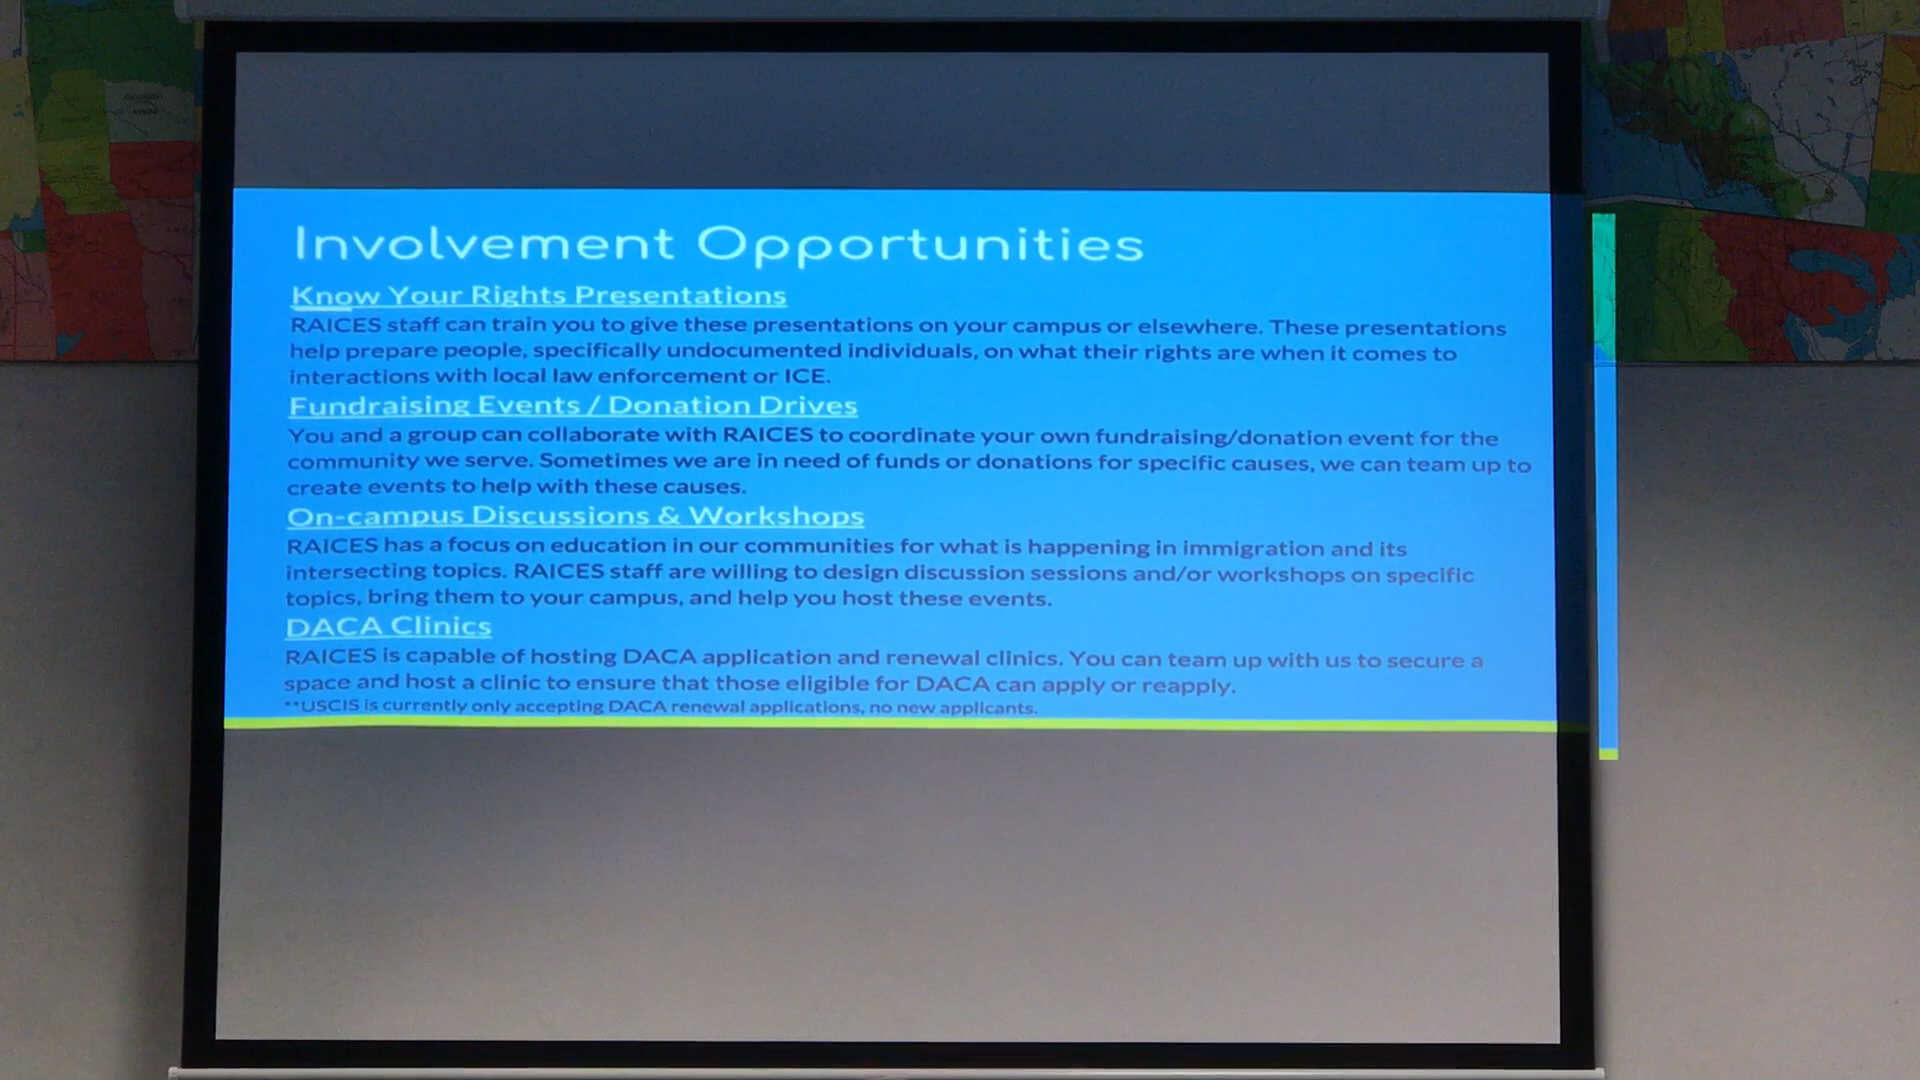 Involvement Opportunities
Know Your Rights Presentations
RAICES staff can train you to give these presentations on your campus or elsewhere. These presentations
help prepare people, specifically undocumented individuals, on what their rights are when it comes to
interactions with local law enforcement or ICE.
Fundraising Events / Donation Drives
You and a group can collaborate with RAICES to coordinate your own fundraising/donation event for the
community we serve. Sometimes we are in need of funds or donations for specific causes, we can team up to
create events to help with these causes.
On-campus Discussions & Workshops
RAICES has a focus on education in our communities for what is happening in immigration and its
intersecting topics. RAICES staff are willing to design discussion sessions and/or workshops on specific
topics, bring them to your campus, and help you host these events.
DACA Clinics
RAICES is capable of hosting DACA application and renewal clinics. You can team up with us to secure a
space and host a clinic to ensure that those eligible for DACA can apply or reapply.
**USCIS is currently only accepting DACA renewal applications, no new applicants.